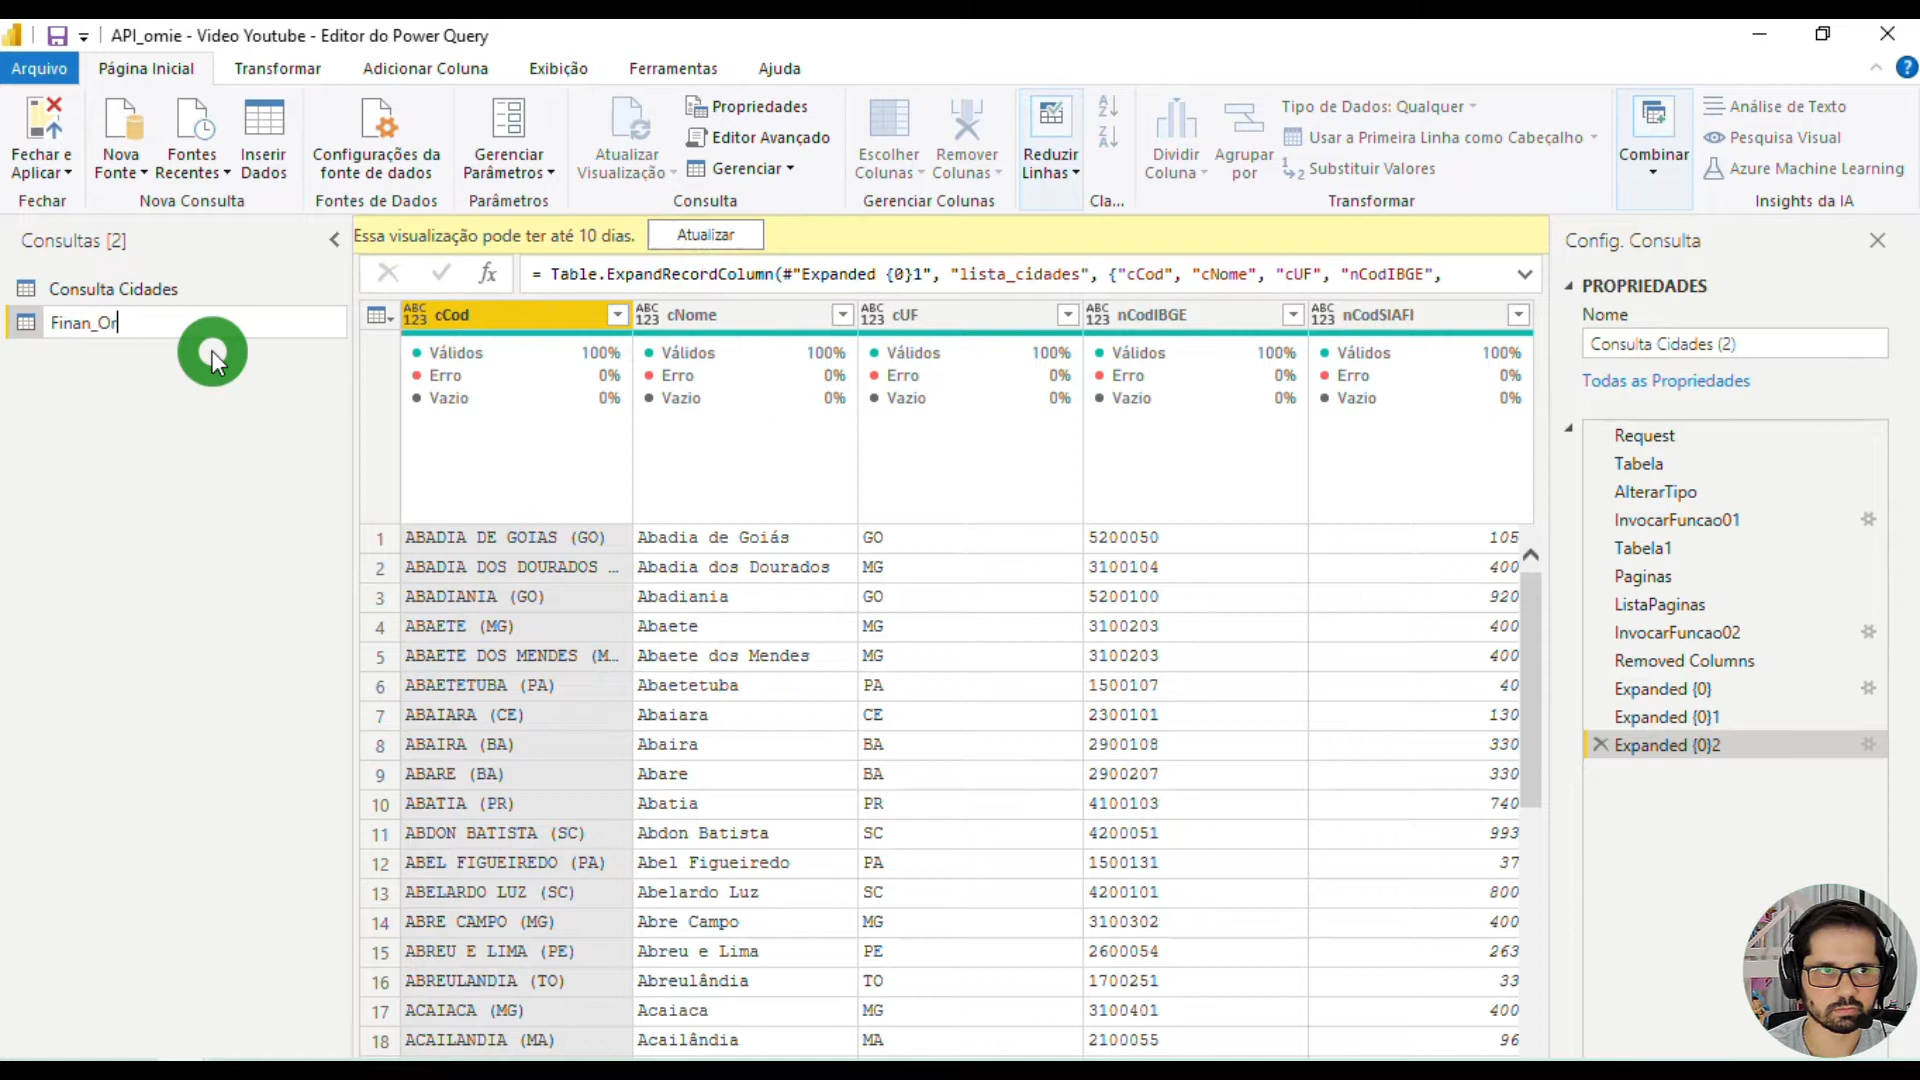 API_omie - Video Youtube - Editor do Power Query
Arquivo Página Inicial Transformar Adicionar Coluna Exibição Ferramentas Ajuda
Fechar e Aplicar
Fechar
Nova Fonte
Fontes Recentes
Inserir Dados
Nova Consulta
Configurações da fonte de dados
Fontes de Dados
Gerenciar Parâmetros
Parâmetros
Atualizar Visualização
Propriedades
Editor Avançado
Gerenciar
Consulta
Escolher Colunas
Remover Colunas
Gerenciar Colunas
Reduzir Linhas
Cla...
Dividir Coluna
Agrupar por
Tipo de Dados: Qualquer
Usar a Primeira Linha como Cabeçalho
Substituir Valores
Transformar
Combinar
Análise de Texto
Pesquisa Visual
Azure Machine Learning
Insights da IA
Consultas [2]
Consulta Cidades
Finan_Or
Essa visualização pode ter até 10 dias. Atualizar
fx = Table.ExpandRecordColumn(#"Expanded {0}1", "lista_cidades", {"cCod", "cNome", "cUF", "nCodIBGE",
ABC 123 cCod ABC 123 cNome ABC 123 cUF ABC 123 nCodIBGE ABC 123 nCodSIAFI
Válidos 100% Válidos 100% Válidos 100% Válidos 100% Válidos 100%
Erro 0% Erro 0% Erro 0% Erro 0% Erro 0%
Vazio 0% Vazio 0% Vazio 0% Vazio 0% Vazio 0%
1 ABADIA DE GOIAS (GO) Abadia de Goiás GO 5200050 105
2 ABADIA DOS DOURADOS ... Abadia dos Dourados MG 3100104 400
3 ABADIANIA (GO) Abadiania GO 5200100 920
4 ABAETE (MG) Abaete MG 3100203 400
5 ABAETE DOS MENDES (M... Abaete dos Mendes MG 3100203 400
6 ABAETETUBA (PA) Abaetetuba PA 1500107 40
7 ABAIARA (CE) Abaiara CE 2300101 130
8 ABAIRA (BA) Abaira BA 2900108 330
9 ABARE (BA) Abare BA 2900207 330
10 ABATIA (PR) Abatia PR 4100103 740
11 ABDON BATISTA (SC) Abdon Batista SC 4200051 993
12 ABEL FIGUEIREDO (PA) Abel Figueiredo PA 1500131 37
13 ABELARDO LUZ (SC) Abelardo Luz SC 4200101 800
14 ABRE CAMPO (MG) Abre Campo MG 3100302 400
15 ABREU E LIMA (PE) Abreu e Lima PE 2600054 263
16 ABREULANDIA (TO) Abreulândia TO 1700251 33
17 ACAIACA (MG) Acaiaca MG 3100401 400
18 ACAILANDIA (MA) Acailândia MA 2100055 96
Config. Consulta
PROPRIEDADES
Nome
Consulta Cidades (2)
Todas as Propriedades
Request
Tabela
AlterarTipo
InvocarFuncao01
Tabela1
Paginas
ListaPaginas
InvocarFuncao02
Removed Columns
Expanded {0}
Expanded {0}1
Expanded {0}2